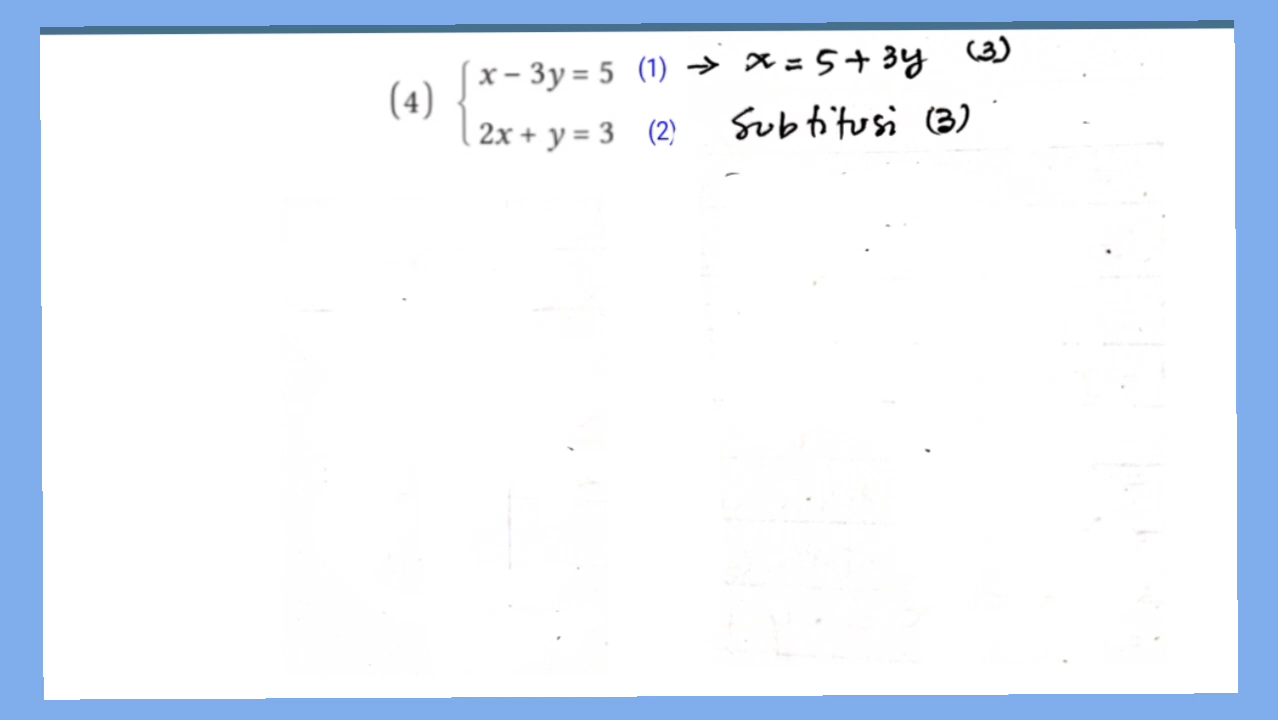 (4) { x − 3y = 5 (1) → x = 5 + 3y (3)
2x + y = 3 (2) Subtitusi (3)